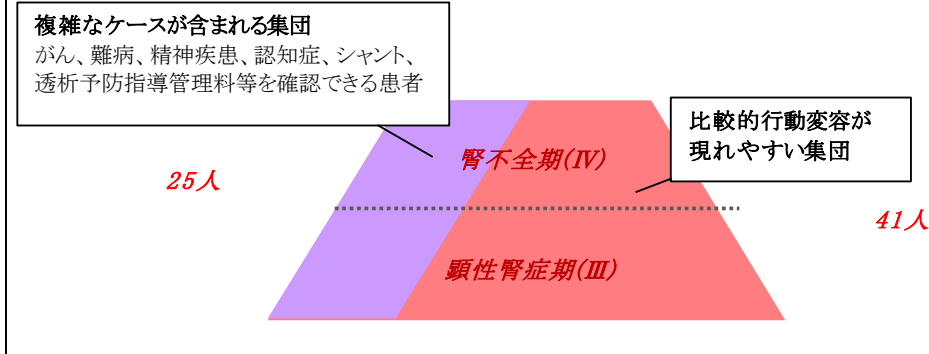 複雑なケースが含まれる集団
がん、難病、精神疾患、認知症、シャント、
透析予防指導管理料等を確認できる患者
比較的行動変容が
現れやすい集団
腎不全期(Ⅳ)
25人
41人
顕性腎症期(Ⅲ)